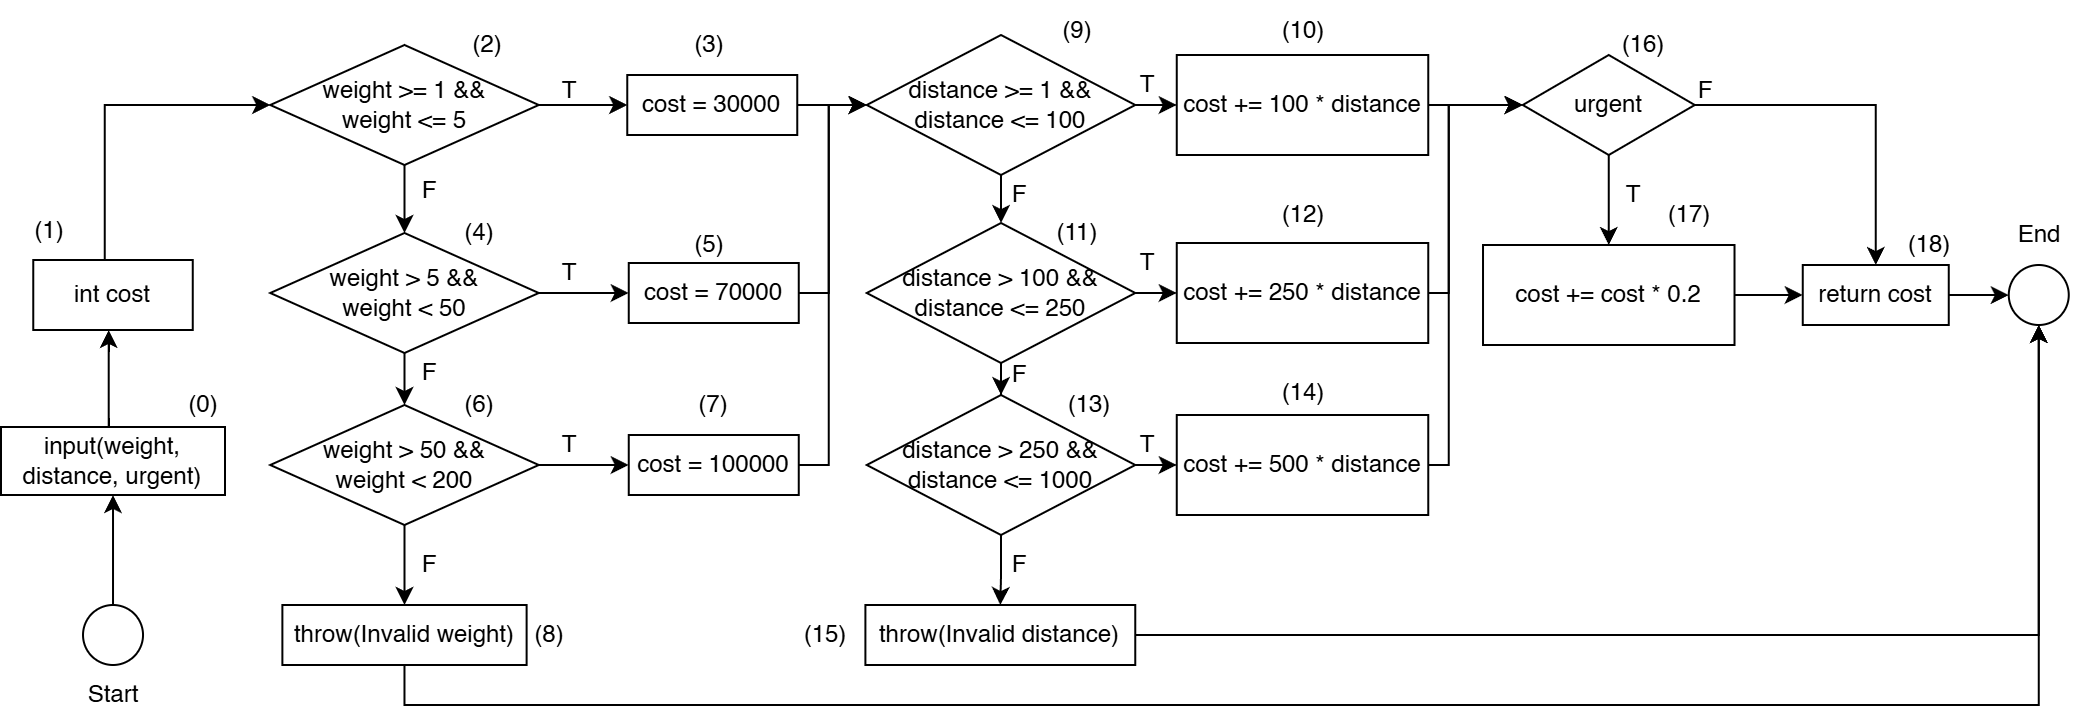 (2)
weight >= 1 &&
weight <= 5
T
F
(3)
cost = 30000
(9)
distance >= 1 &&
distance <= 100
T
F
(10)
cost += 100 * distance
(16)
urgent
F
T
(1)
int cost
(4)
weight > 5 &&
weight < 50
T
F
(5)
cost = 70000
(11)
distance > 100 &&
distance <= 250
T
F
(12)
cost += 250 * distance
(17)
cost += cost * 0.2
(18)
return cost
End
(0)
input(weight,
distance, urgent)
(6)
weight > 50 &&
weight < 200
T
F
(7)
cost = 100000
(13)
distance > 250 &&
distance <= 1000
T
F
(14)
cost += 500 * distance
throw(Invalid weight)
(8)
(15)
throw(Invalid distance)
Start